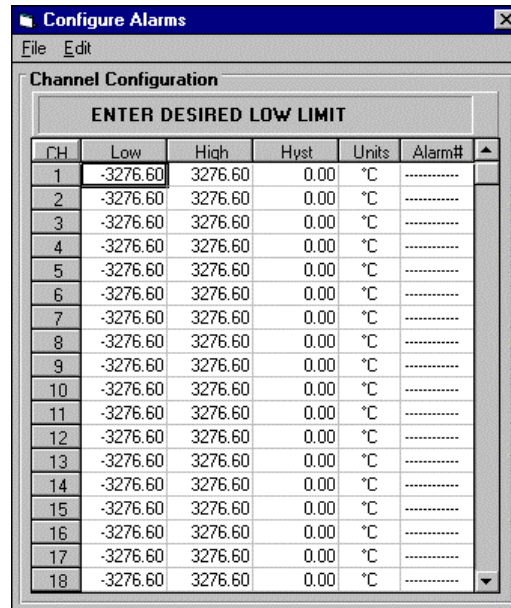 Configure Alarms
File Edit
Channel Configuration
ENTER DESIRED LOW LIMIT
CH Low High Hyst Units Alarm#
1 -3276.60 3276.60 0.00 °C -----------
2 -3276.60 3276.60 0.00 °C -----------
3 -3276.60 3276.60 0.00 °C -----------
4 -3276.60 3276.60 0.00 °C -----------
5 -3276.60 3276.60 0.00 °C -----------
6 -3276.60 3276.60 0.00 °C -----------
7 -3276.60 3276.60 0.00 °C -----------
8 -3276.60 3276.60 0.00 °C -----------
9 -3276.60 3276.60 0.00 °C -----------
10 -3276.60 3276.60 0.00 °C -----------
11 -3276.60 3276.60 0.00 °C -----------
12 -3276.60 3276.60 0.00 °C -----------
13 -3276.60 3276.60 0.00 °C -----------
14 -3276.60 3276.60 0.00 °C -----------
15 -3276.60 3276.60 0.00 °C -----------
16 -3276.60 3276.60 0.00 °C -----------
17 -3276.60 3276.60 0.00 °C -----------
18 -3276.60 3276.60 0.00 °C -----------